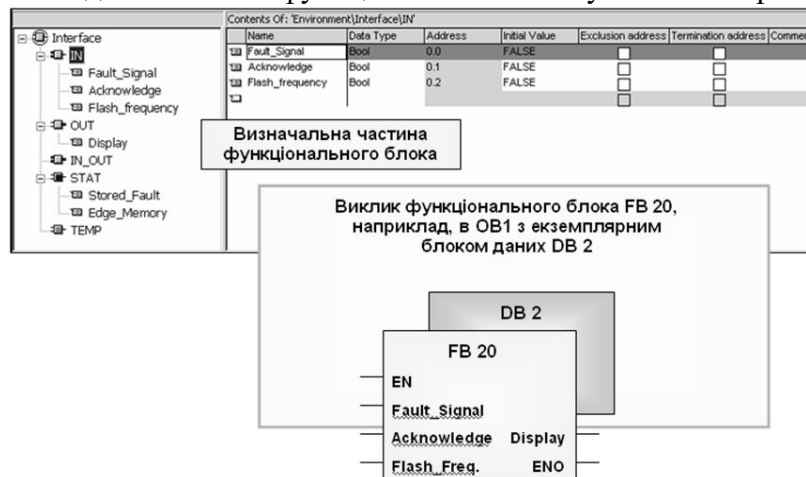 Contents Of: 'Environment\Interface\IN'
Interface
IN
Fault_Signal
Acknowledge
Flash_frequency
OUT
Display
IN_OUT
STAT
Stored_Fault
Edge_Memory
TEMP
Name Data Type Address Initial Value Exclusion address Termination address
Fault_Signal Bool 0.0 FALSE
Acknowledge Bool 0.1 FALSE
Flash_frequency Bool 0.2 FALSE
Визначальна частина
функціонального блока
Виклик функціонального блока FB 20,
наприклад, в ОВ1 з екземплярним
блоком даних DB 2
DB 2
FB 20
EN
Fault_Signal
Acknowledge Display
Flash_Freq. ENO